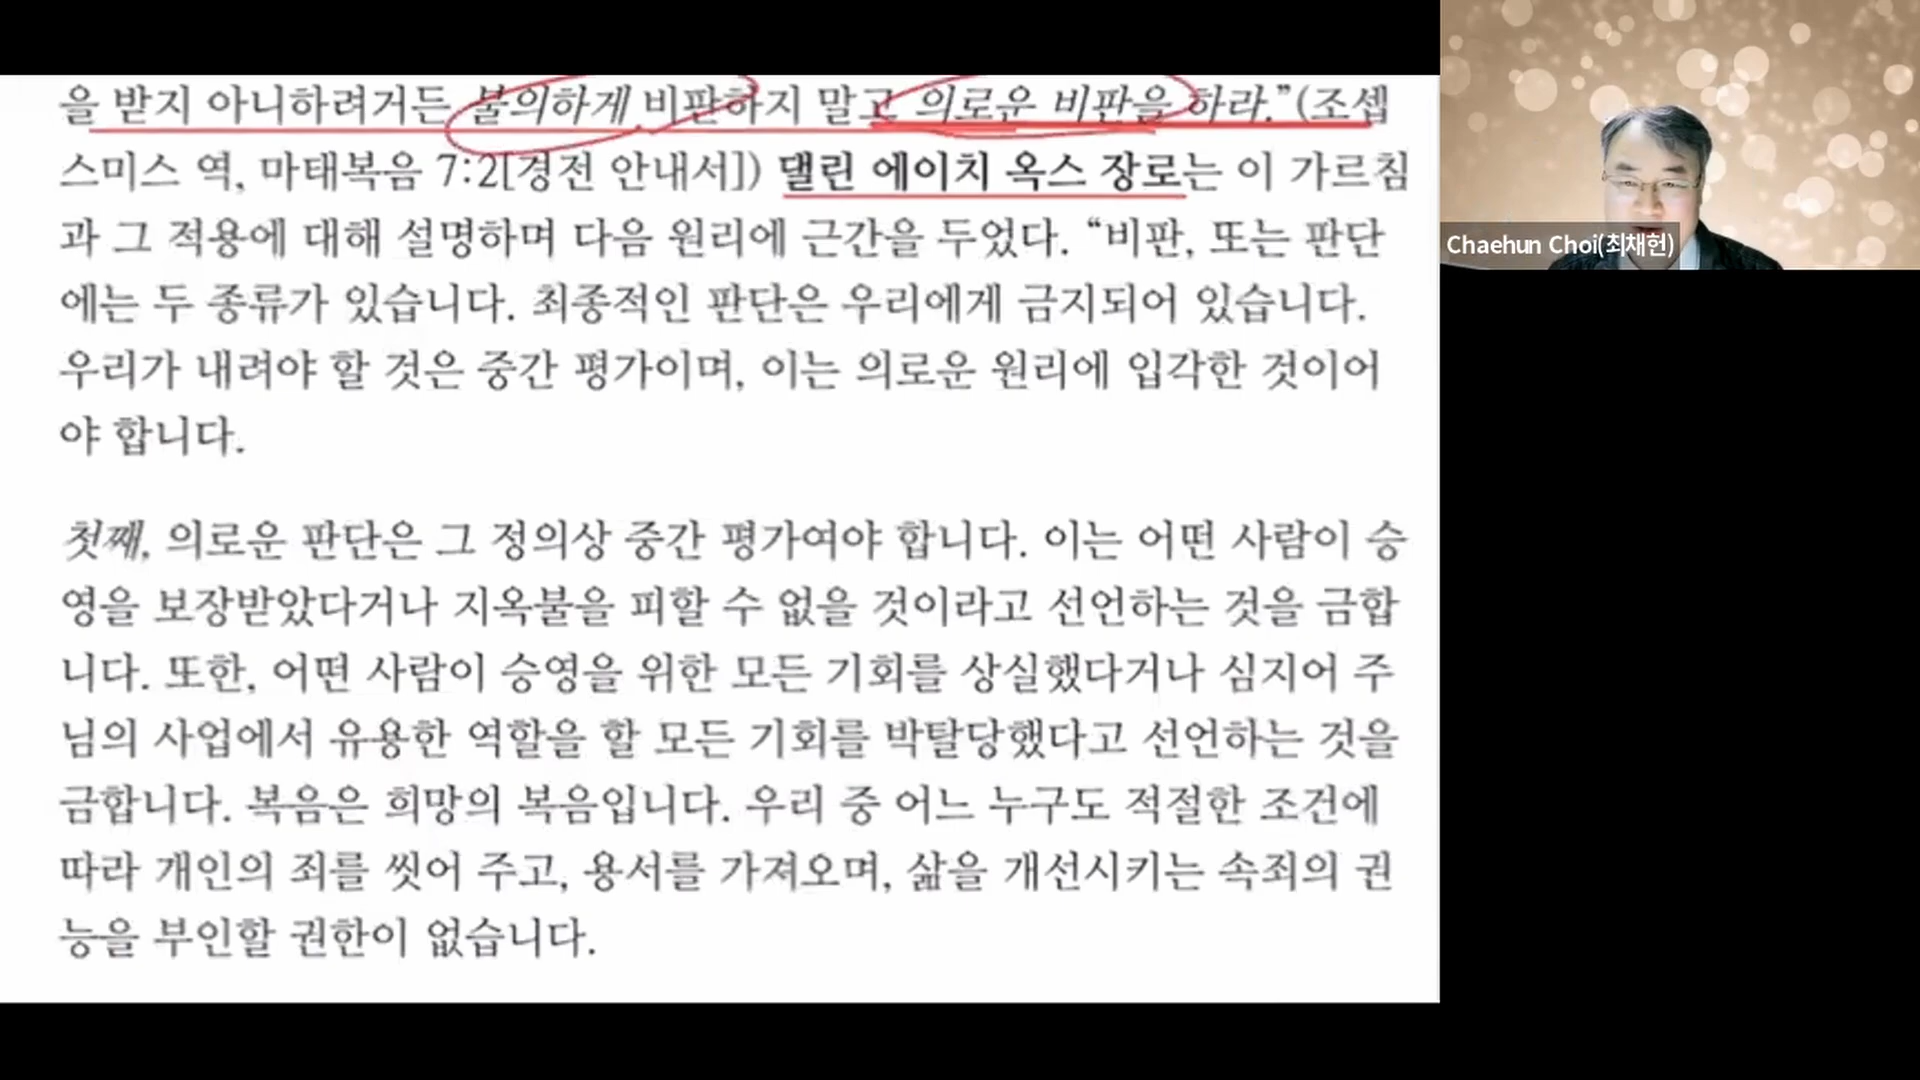 을 받지 아니하려거든 불의하게 비판하지 말고 의로운 비판을 하라.”(조셉
스미스 역, 마태복음 7:2[경전 안내서]) 댈린 에이치 옥스 장로는 이 가르침
과 그 적용에 대해 설명하며 다음 원리에 근간을 두었다. “비판, 또는 판단
에는 두 종류가 있습니다. 최종적인 판단은 우리에게 금지되어 있습니다.
우리가 내려야 할 것은 중간 평가이며, 이는 의로운 원리에 입각한 것이어
야 합니다.
첫째, 의로운 판단은 그 정의상 중간 평가여야 합니다. 이는 어떤 사람이 승
영을 보장받았다거나 지옥불을 피할 수 없을 것이라고 선언하는 것을 금합
니다. 또한, 어떤 사람이 승영을 위한 모든 기회를 상실했다거나 심지어 주
님의 사업에서 유용한 역할을 할 모든 기회를 박탈당했다고 선언하는 것을
금합니다. 복음은 희망의 복음입니다. 우리 중 어느 누구도 적절한 조건에
따라 개인의 죄를 씻어 주고, 용서를 가져오며, 삶을 개선시키는 속죄의 권
능을 부인할 권한이 없습니다.
Chaehun Choi(최채헌)